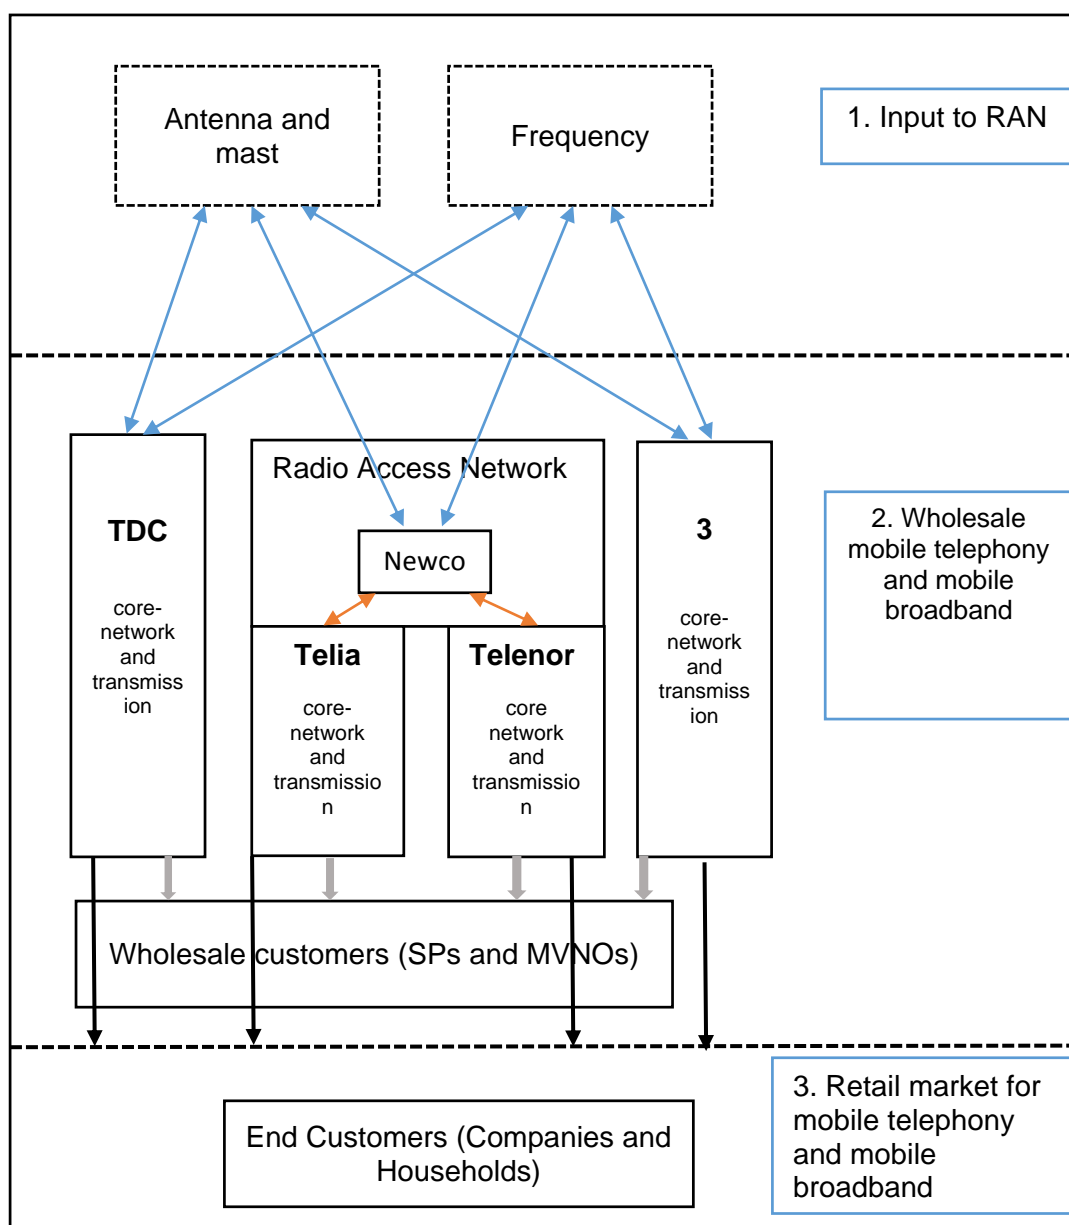 Antenna and
mast
Frequency
1. Input to RAN
TDC
core-
network
and
transmiss
ion
Radio Access Network
Newco
Telia
core-
network
and
transmissio
n
Telenor
core
network
and
transmissio
n
3
core-
network
and
transmiss
ion
2. Wholesale
mobile telephony
and mobile
broadband
Wholesale customers (SPs and MVNOs)
3. Retail market for
mobile telephony
and mobile
broadband
End Customers (Companies and
Households)